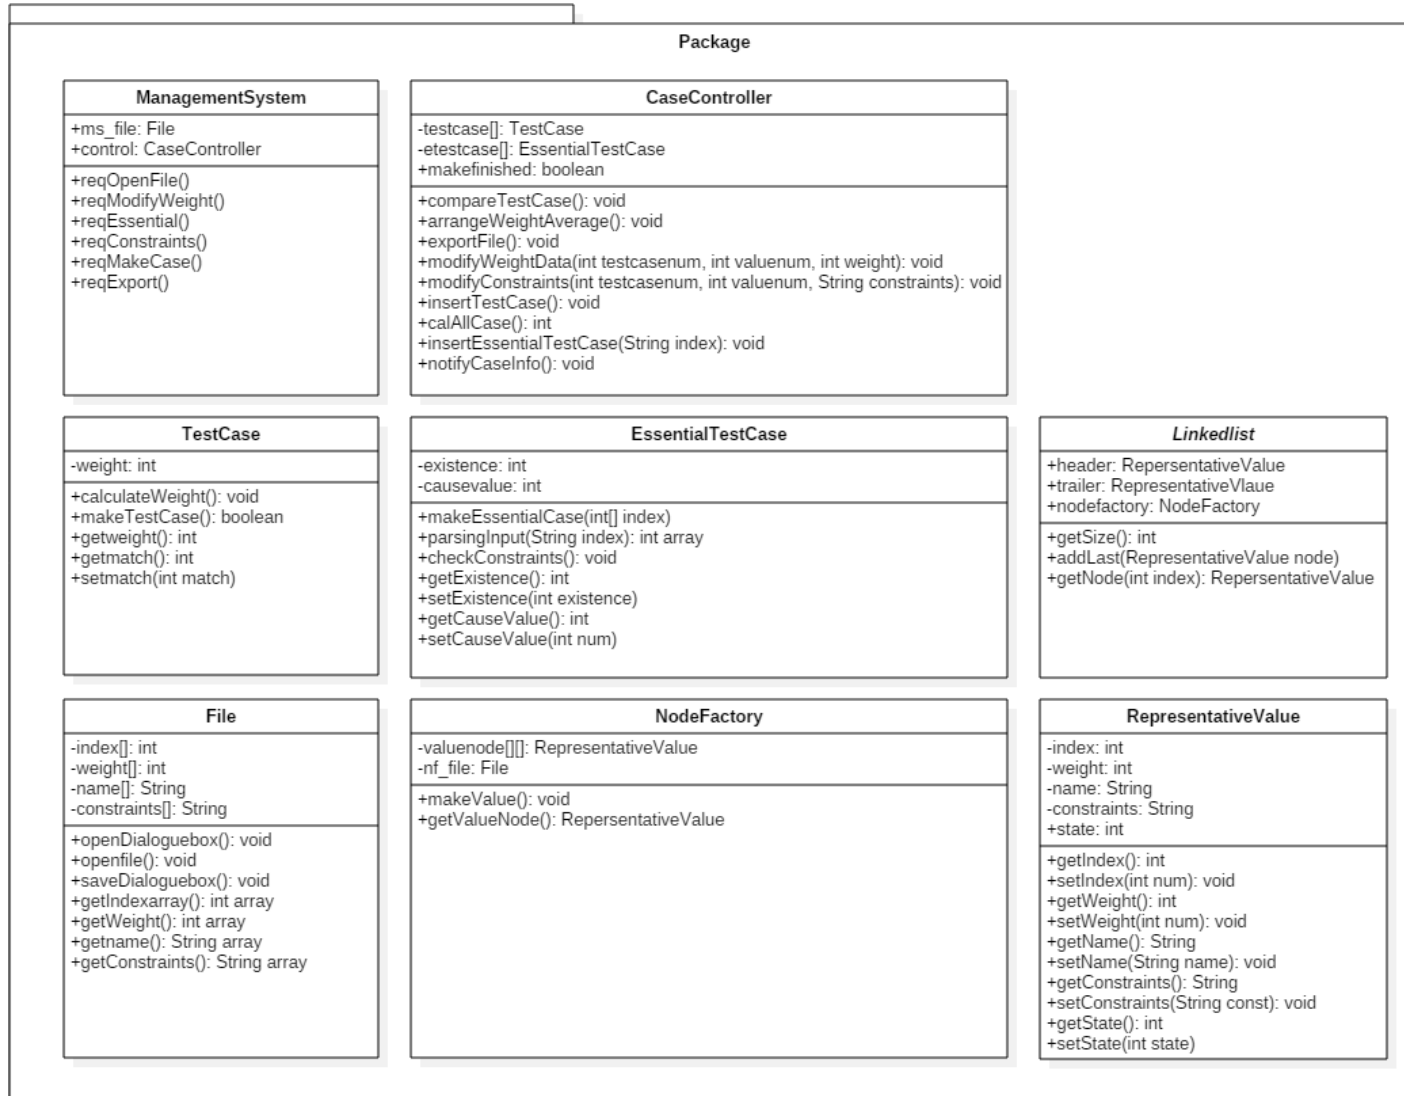 Package
ManagementSystem
+ms_file: File
+control: CaseController
+reqOpenFile()
+reqModifyWeight()
+reqEssential()
+reqConstraints()
+reqMakeCase()
+reqExport()
CaseController
-testcase[]: TestCase
-etestcase[]: EssentialTestCase
+makefinished: boolean
+compareTestCase(): void
+arrangeWeightAverage(): void
+exportFile(): void
+modifyWeightData(int testcasenum, int valuenum, int weight): void
+modifyConstraints(int testcasenum, int valuenum, String constraints): void
+insertTestCase(): void
+calAllCase(): int
+insertEssentialTestCase(String index): void
+notifyCaseInfo(): void
TestCase
-weight: int
+calculateWeight(): void
+makeTestCase(): boolean
+getweight(): int
+getmatch(): int
+setmatch(int match)
EssentialTestCase
-existence: int
-causevalue: int
+makeEssentialCase(int[] index)
+parsingInput(String index): int array
+checkConstraints(): void
+getExistence(): int
+setExistence(int existence)
+getCauseValue(): int
+setCauseValue(int num)
Linkedlist
+header: RepersentativeValue
+trailer: RepresentativeVlaue
+nodefactory: NodeFactory
+getSize(): int
+addLast(RepresentativeValue node)
+getNode(int index): RepersentativeValue
File
-index[]: int
-weight[]: int
-name[]: String
-constraints[]: String
+openDialoguebox(): void
+openfile(): void
+saveDialoguebox(): void
+getIndexarray(): int array
+getWeight(): int array
+getname(): String array
+getConstraints(): String array
NodeFactory
-valuenode[][]: RepresentativeValue
-nf_file: File
+makeValue(): void
+getValueNode(): RepersentativeValue
RepresentativeValue
-index: int
-weight: int
-name: String
-constraints: String
+state: int
+getIndex(): int
+setIndex(int num): void
+getWeight(): int
+setWeight(int num): void
+getName(): String
+setName(String name): void
+getConstraints(): String
+setConstraints(String const): void
+getState(): int
+setState(int state)